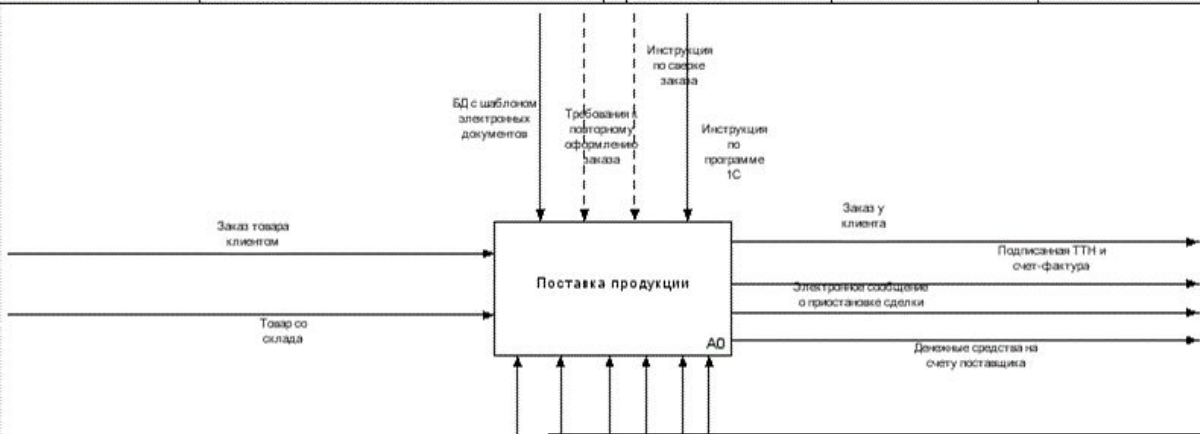 Инструкция
по сверке
заказа
БД с шаблоном
электронных
документов
Требования к
повторному
оформлению
заказа
Инструкция
по
программе
1С
Заказ товара
клиентом
Товар со
склада
Поставка продукции
A0
Заказ у
клиента
Подписанная ТТН и
счет-фактура
Электронное сообщение
о приостановке сделки
Денежные средства на
счету поставщика